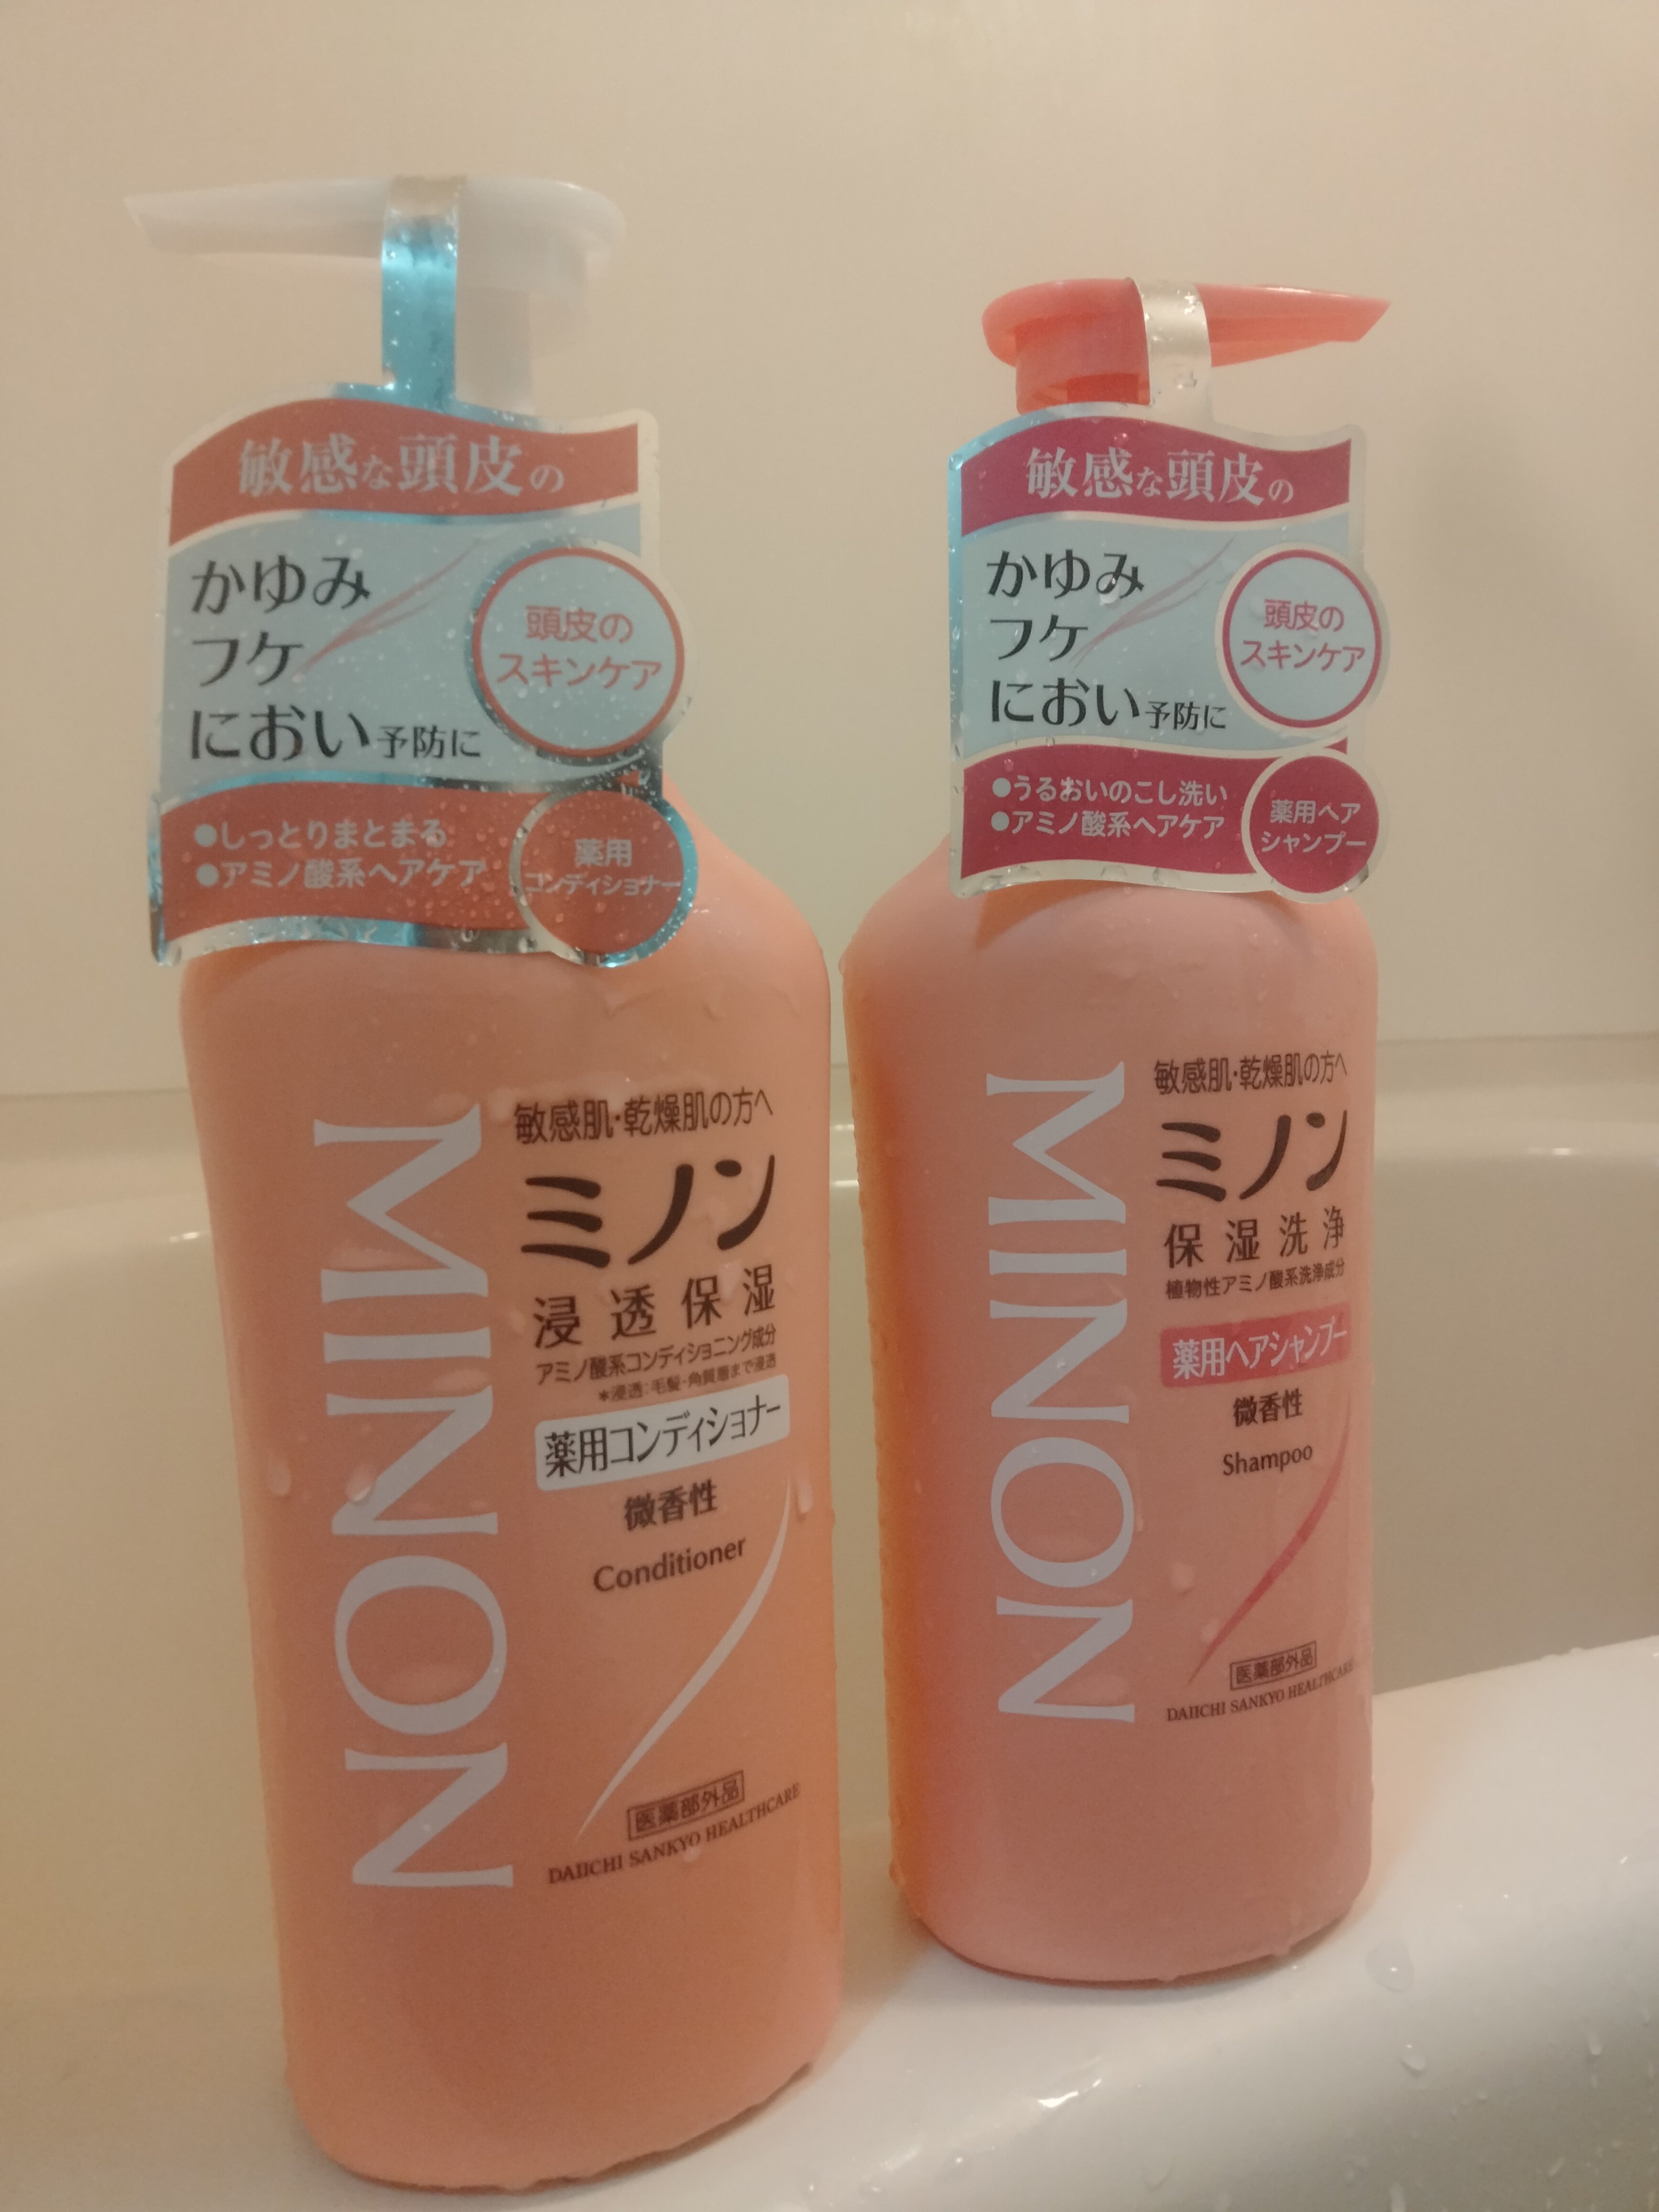 敏感な頭皮の
かゆみ
フケ
におい予防に
頭皮の
スキンケア
●しっとりまとまる
●アミノ酸系ヘアケア
薬用
コンディショナー
MINON
敏感肌・乾燥肌の方へ
ミノン
浸透保湿
アミノ酸系コンディショニング成分
*浸透:毛髪・角質層まで浸透
薬用コンディショナー
微香性
Conditioner
医薬部外品
DAIICHI SANKYO HEALTHCARE
敏感な頭皮の
かゆみ
フケ
におい予防に
頭皮の
スキンケア
●うるおいのこし洗い
●アミノ酸系ヘアケア
薬用ヘア
シャンプー
MINON
敏感肌・乾燥肌の方へ
ミノン
保湿洗浄
植物性アミノ酸系洗浄成分
薬用ヘアシャンプー
微香性
Shampoo
医薬部外品
DAIICHI SANKYO HEALTHCARE